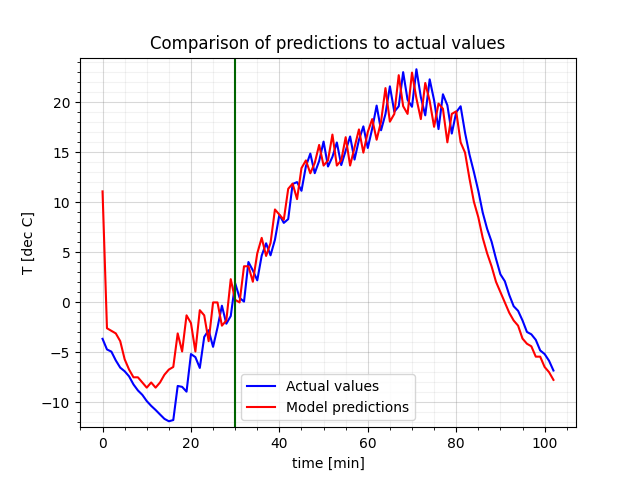 Comparison of predictions to actual values
T [dec C]
20
15
10
5
0
−5
−10
0 20 40 60 80 100
time [min]
Actual values
Model predictions